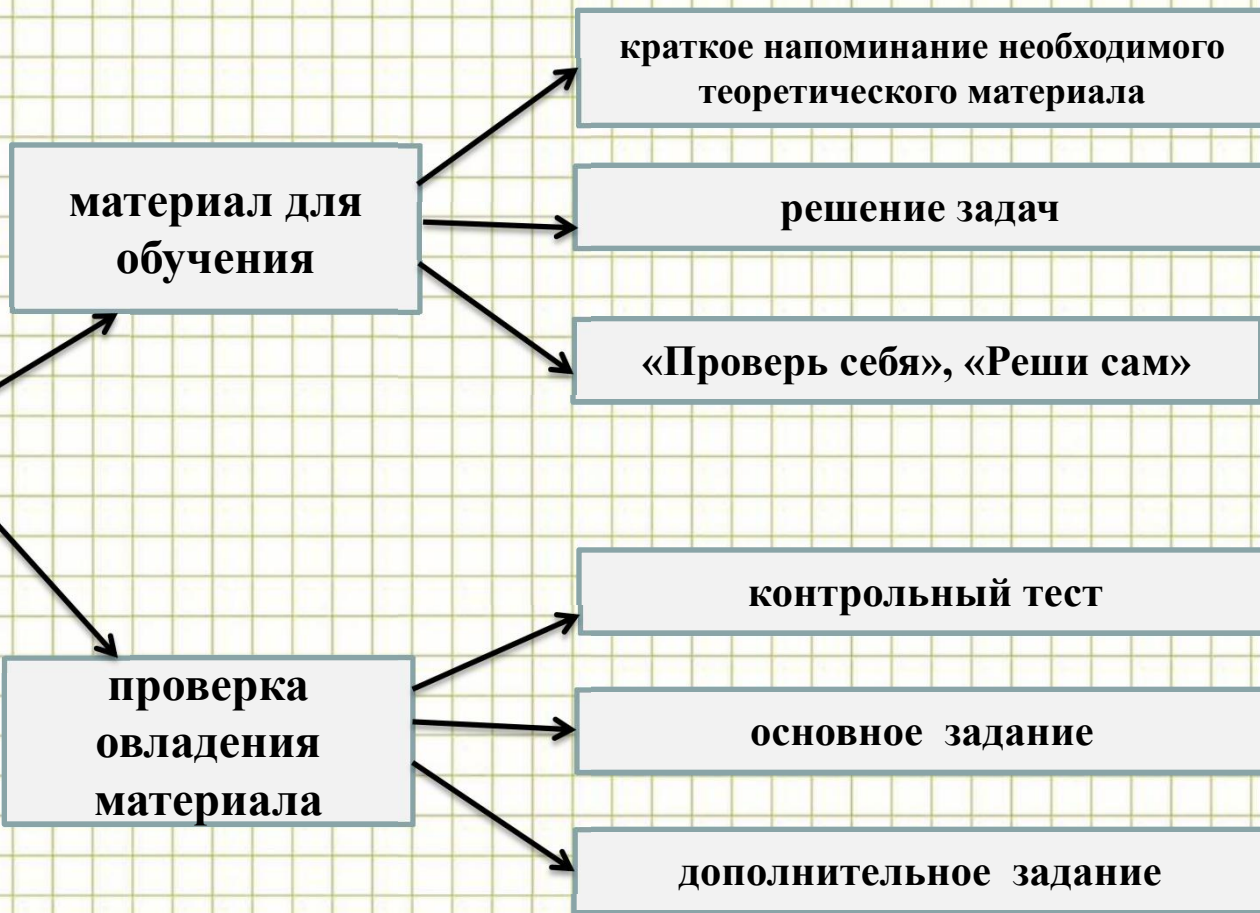 краткое напоминание необходимого
теоретического материала
материал для
обучения
решение задач
«Проверь себя», «Реши сам»
контрольный тест
проверка
овладения
материала
основное задание
дополнительное задание